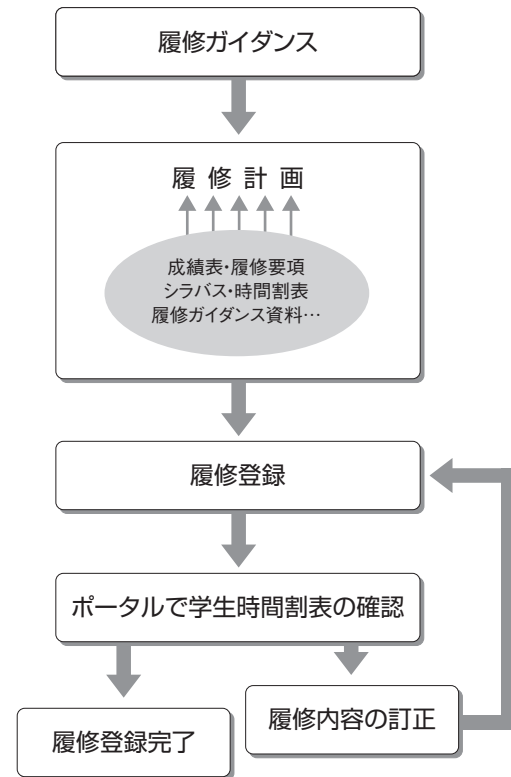 履修ガイダンス
履修計画
成績表・履修要項
シラバス・時間割表
履修ガイダンス資料…
履修登録
ポータルで学生時間割表の確認
履修登録完了
履修内容の訂正